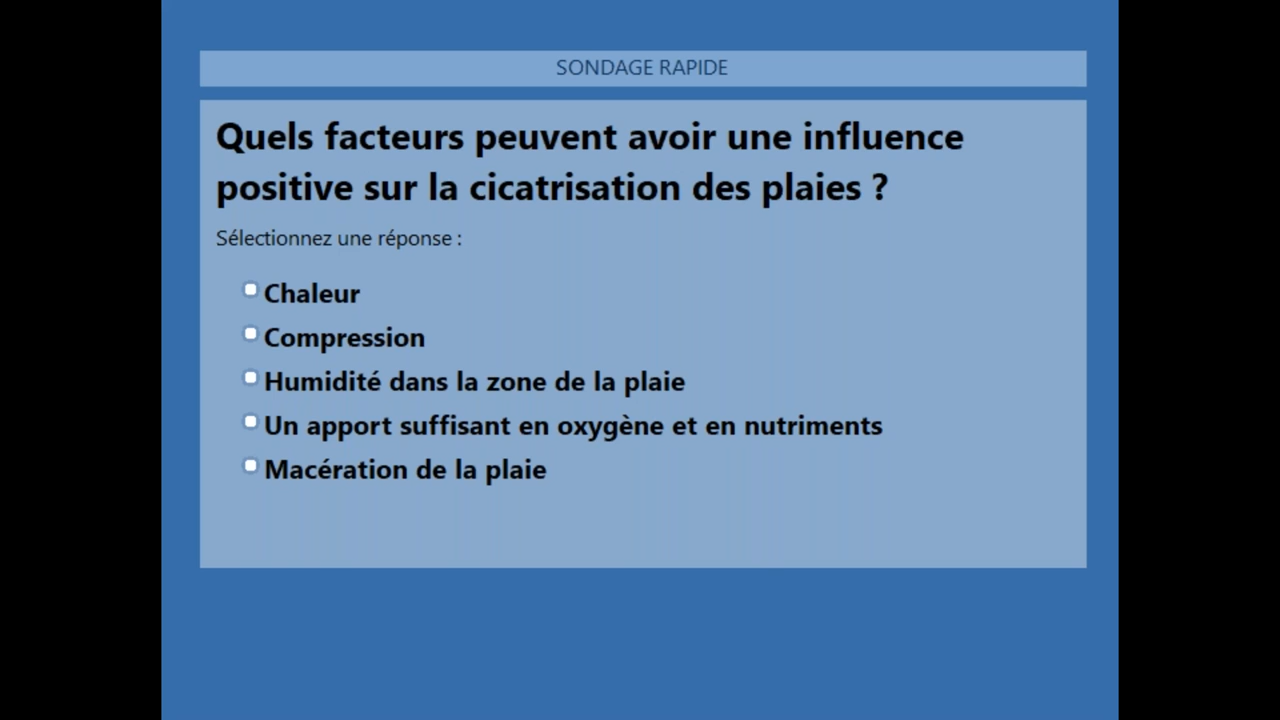 SONDAGE RAPIDE
Quels facteurs peuvent avoir une influence
positive sur la cicatrisation des plaies ?
Sélectionnez une réponse :
Chaleur
Compression
Humidité dans la zone de la plaie
Un apport suffisant en oxygène et en nutriments
Macération de la plaie